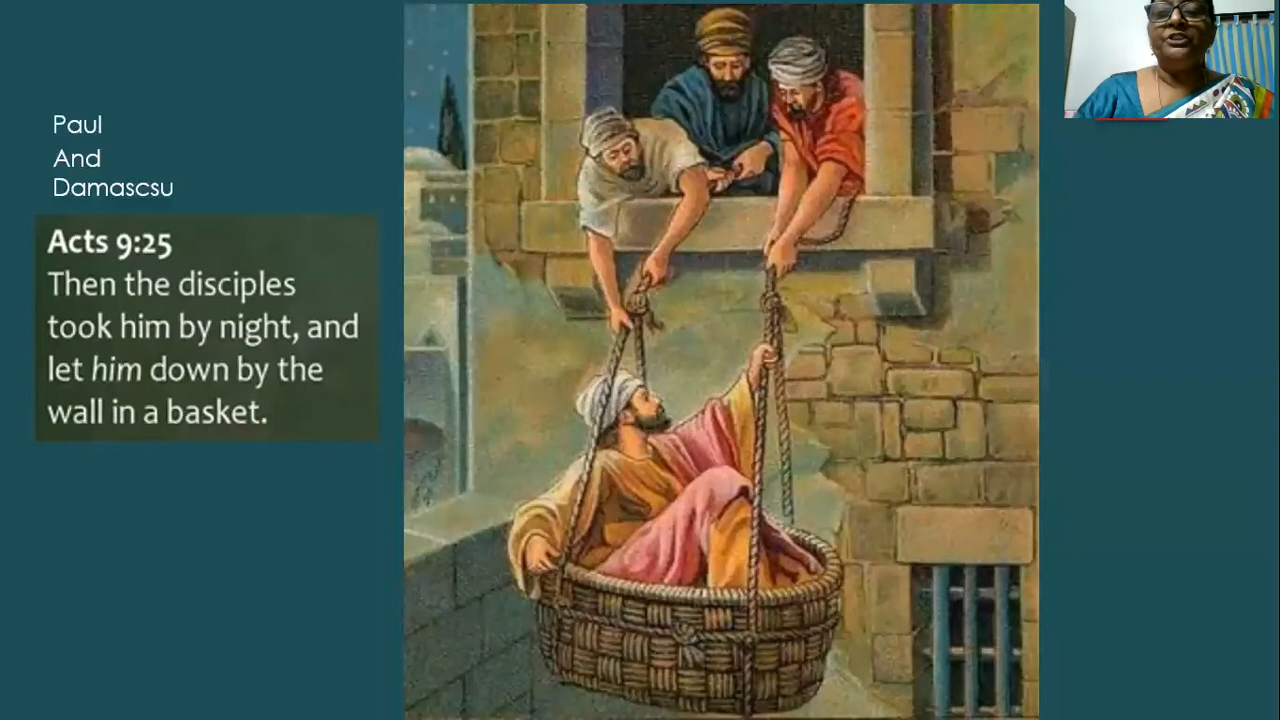 Paul
And
Damascsu
Acts 9:25
Then the disciples
took him by night, and
let him down by the
wall in a basket.